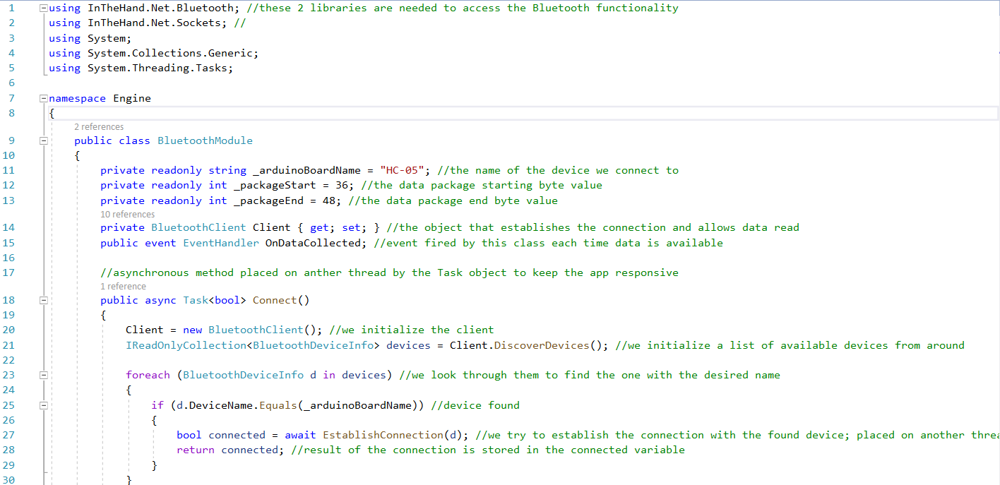 1 using InTheHand.Net.Bluetooth; //these 2 libraries are needed to access the Bluetooth functionality
2 using InTheHand.Net.Sockets; //
3 using System;
4 using System.Collections.Generic;
5 using System.Threading.Tasks;
6
7 namespace Engine
8 {
2 references
9 public class BluetoothModule
10 {
11 private readonly string _arduinoBoardName = "HC-05"; //the name of the device we connect to
12 private readonly int _packageStart = 36; //the data package starting byte value
13 private readonly int _packageEnd = 48; //the data package end byte value
10 references
14 private BluetoothClient Client { get; set; } //the object that establishes the connection and allows data read
15 public event EventHandler OnDataCollected; //event fired by this class each time data is available
16
17 //asynchronous method placed on anther thread by the Task object to keep the app responsive
1 reference
18 public async Task<bool> Connect()
19 {
20 Client = new BluetoothClient(); //we initialize the client
21 IReadOnlyCollection<BluetoothDeviceInfo> devices = Client.DiscoverDevices(); //we initialize a list of available devices from around
22
23 foreach (BluetoothDeviceInfo d in devices) //we look through them to find the one with the desired name
24 {
25 if (d.DeviceName.Equals(_arduinoBoardName)) //device found
26 {
27 bool connected = await EstablishConnection(d); //we try to establish the connection with the found device; placed on another
28 return connected; //result of the connection is stored in the connected variable
29 }
30 }